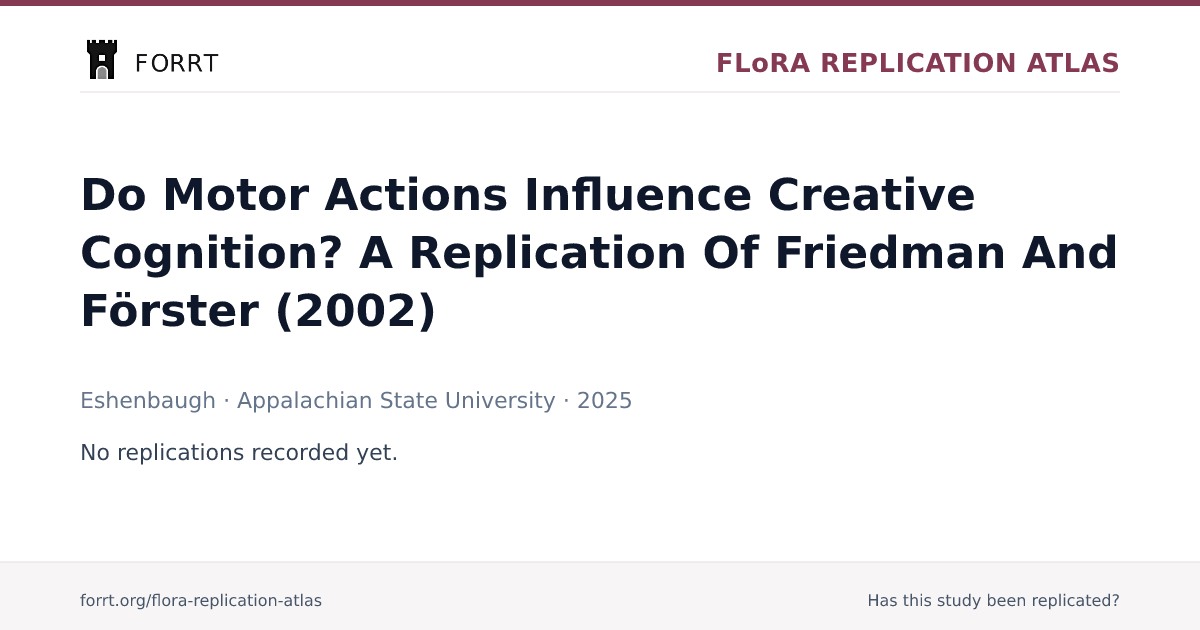 FORRT
FLoRA REPLICATION ATLAS
Do Motor Actions Influence Creative
Cognition? A Replication Of Friedman And
Förster (2002)
Eshenbaugh · Appalachian State University · 2025
No replications recorded yet.
forrt.org/flora-replication-atlas
Has this study been replicated?